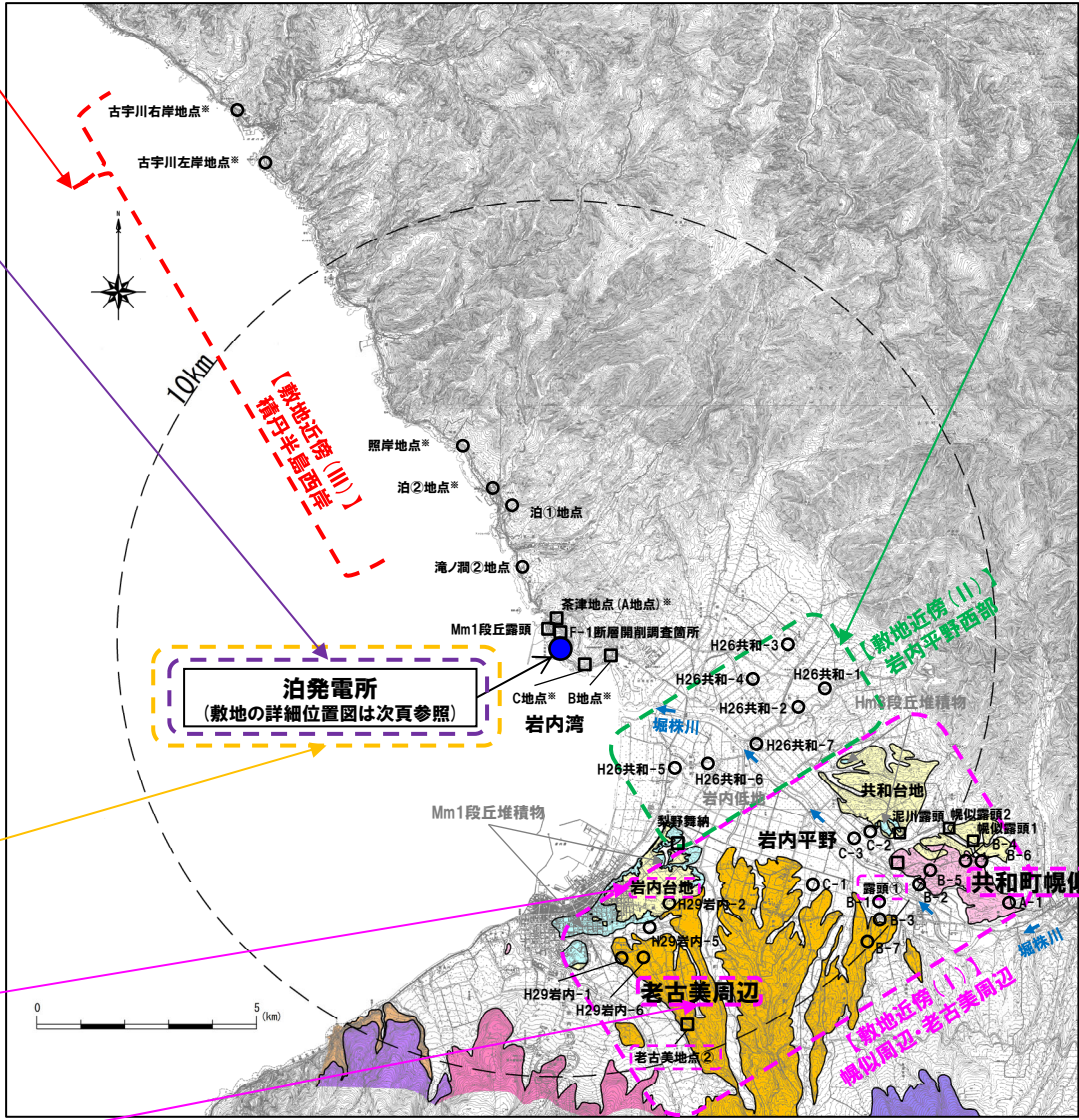 古宇川右岸地点※
古宇川左岸地点※
N
10km
【敷地近傍(Ⅲ)】
積丹半島西岸
照岸地点※
泊②地点※
泊①地点
滝ノ澗②地点
茶津地点(A地点)※
Mm1段丘露頭
F-1断層開削調査箇所
泊発電所
(敷地の詳細位置図は次頁参照)
C地点※
B地点※
岩内湾
堀株川
【敷地近傍(Ⅱ)】
岩内平野西部
H26共和-3
H26共和-4
H26共和-1
H26共和-2
Hm3段丘堆積物
H26共和-7
H26共和-5
H26共和-6
岩内低地
Mm1段丘堆積物
梨野舞納
共和台地
岩内平野
泥川露頭
幌似露頭2
幌似露頭1
C-2
C-3
B-4
B-6
B-5
共和町幌似
岩内台地
C-1
露頭①
B-2
A-1
H29岩内-2
B-1
B-3
堀株川
H29岩内-5
B-7
H29岩内-1
H29岩内-6
老古美周辺
【敷地近傍(Ⅰ)】
幌似周辺・老古美周辺
老古美地点②
0
5
(km)